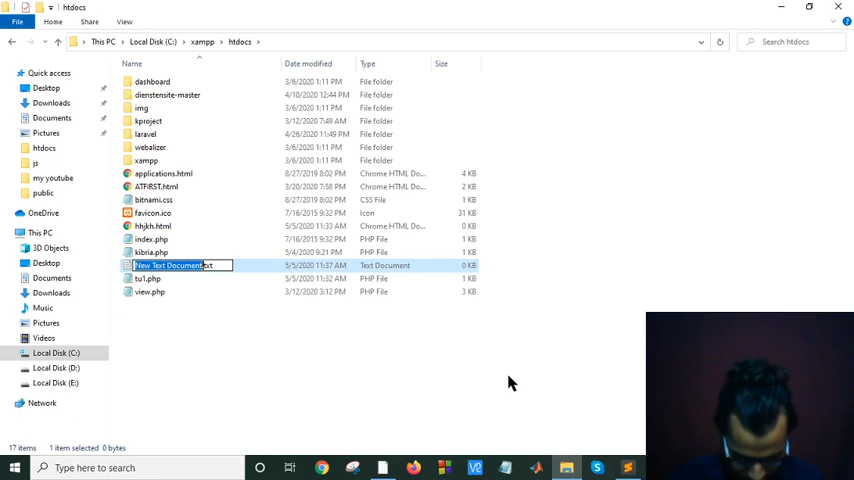 htdocs
File Home Share View
This PC Local Disk (C:) xampp htdocs Search htdocs
Name Date modified Type Size
Quick access
Desktop
Downloads
Documents
Pictures
htdocs
js
my youtube
public
OneDrive
This PC
3D Objects
Desktop
Documents
Downloads
Music
Pictures
Videos
Local Disk (C:)
Local Disk (D:)
Local Disk (E:)
Network
dashboard 3/6/2020 1:11 PM File folder
dienstensite-master 4/10/2020 12:44 PM File folder
img 3/6/2020 1:11 PM File folder
kproject 3/12/2020 7:49 AM File folder
laravel 4/26/2020 11:49 PM File folder
webalizer 3/6/2020 1:11 PM File folder
xampp 3/6/2020 1:11 PM File folder
applications.html 8/27/2019 8:02 PM Chrome HTML Do... 4 KB
ATFIRST.html 3/20/2020 7:58 PM Chrome HTML Do... 2 KB
bitnami.css 8/27/2019 8:02 PM CSS File 1 KB
favicon.ico 7/16/2015 9:32 PM Icon 31 KB
hhjkh.html 5/5/2020 11:33 AM Chrome HTML Do... 0 KB
index.php 7/16/2015 9:32 PM PHP File 1 KB
kibria.php 5/4/2020 9:21 PM PHP File 1 KB
New Text Document.txt 5/5/2020 11:37 AM Text Document 0 KB
tu1.php 5/5/2020 11:32 AM PHP File 1 KB
view.php 3/12/2020 3:12 PM PHP File 3 KB
17 items 1 item selected 0 bytes
Type here to search